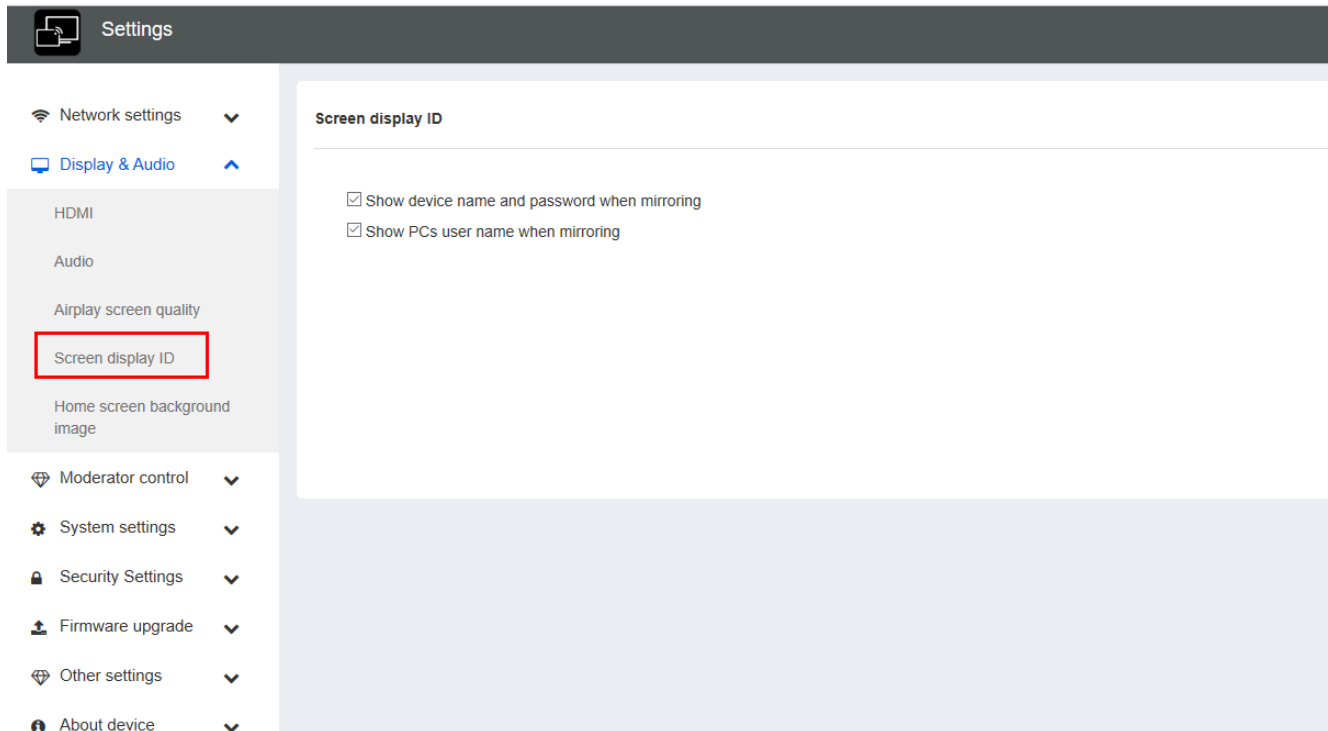 Settings
Network settings
Display & Audio
HDMI
Audio
Airplay screen quality
Screen display ID
Home screen background
image
Moderator control
System settings
Security Settings
Firmware upgrade
Other settings
About device
Screen display ID
Show device name and password when mirroring
Show PCs user name when mirroring